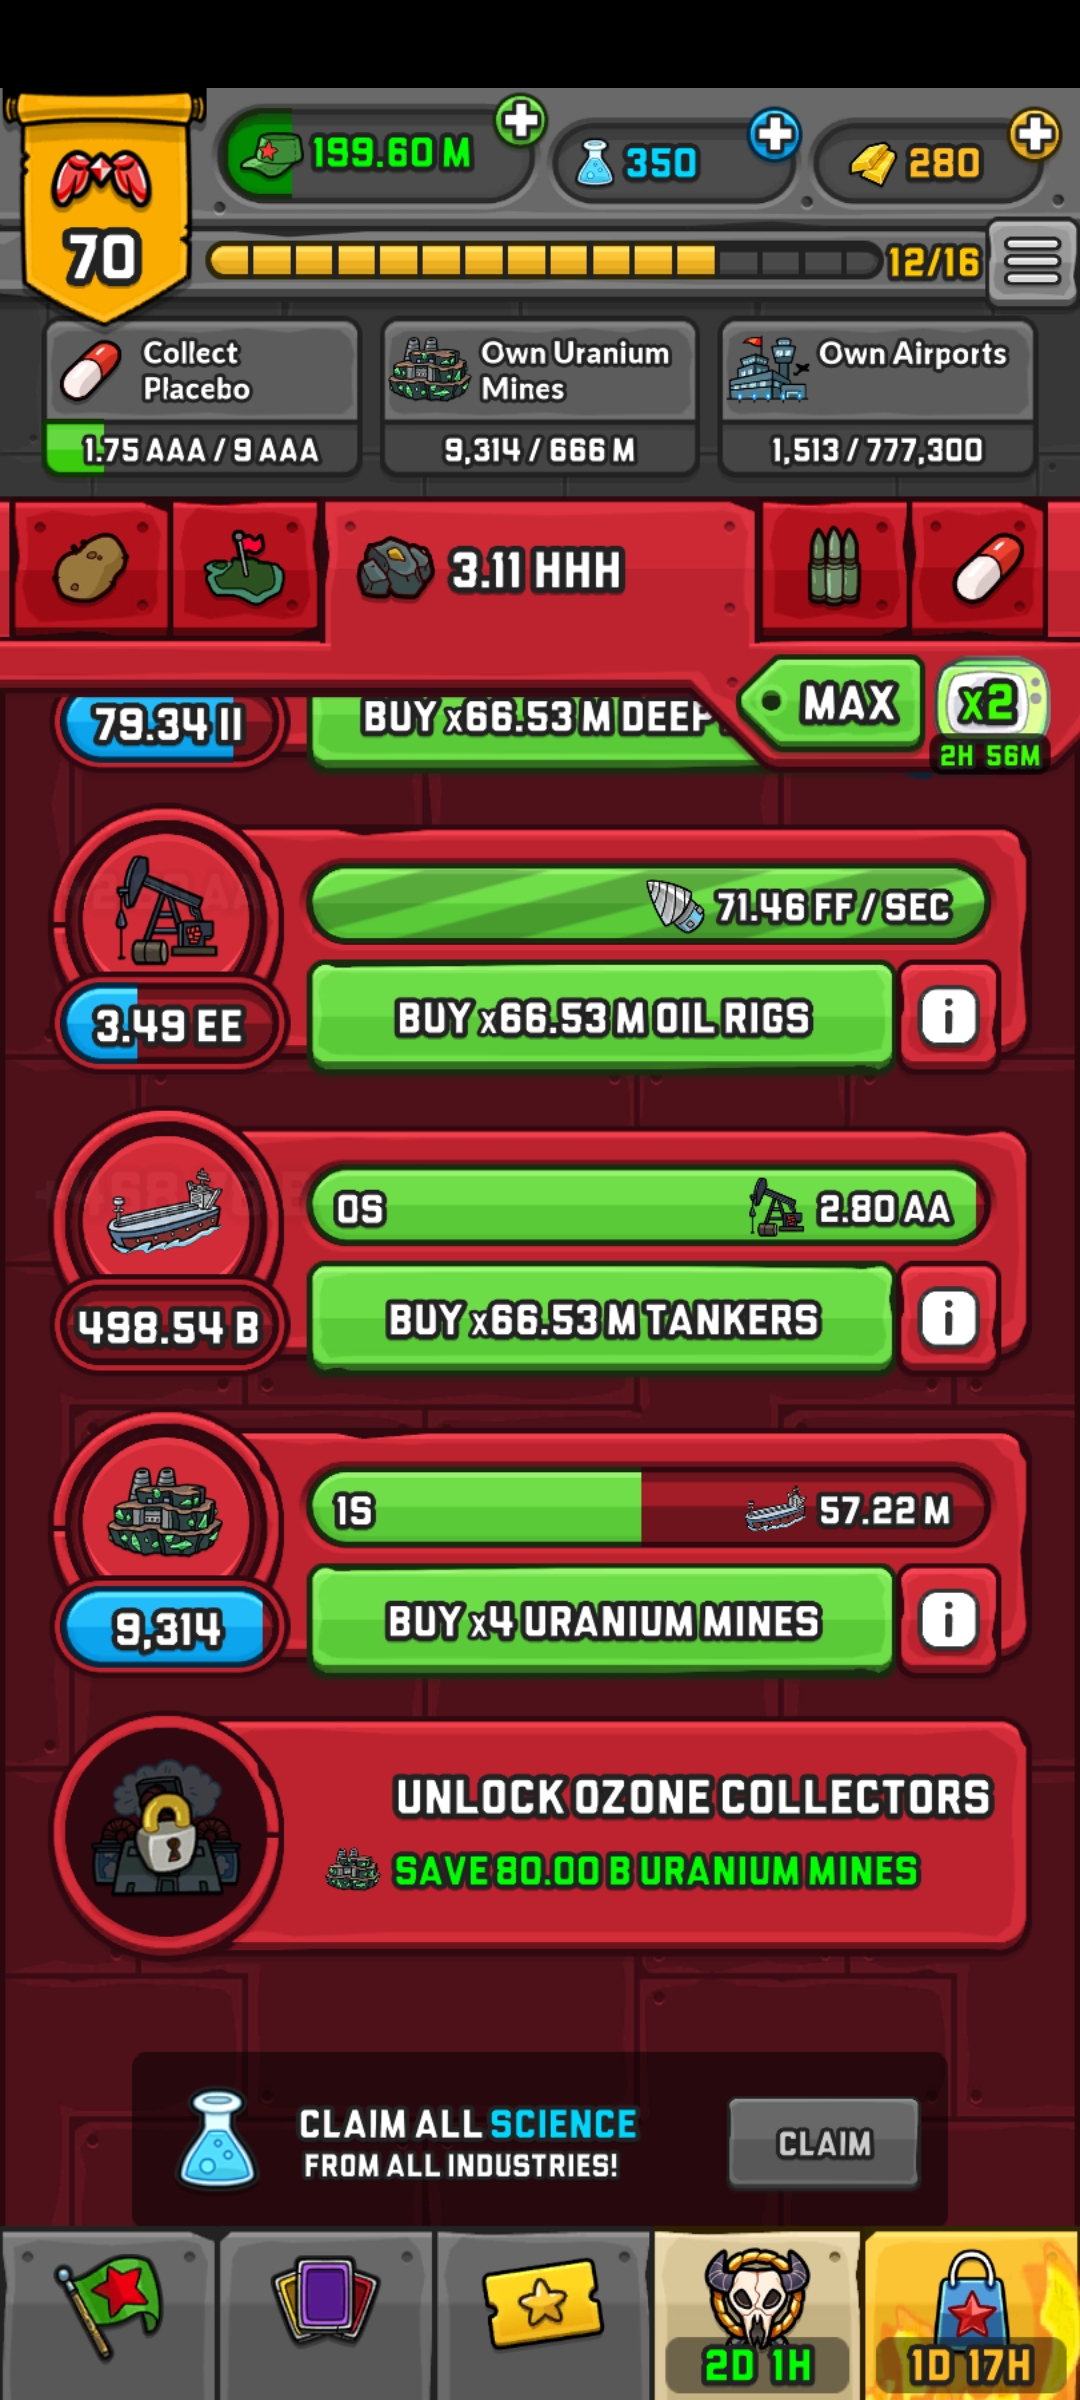 199.60 M
350
280
70
12/16
Collect
Placebo
Own Uranium
Mines
Own Airports
1.75 AAA / 9 AAA
9,314 / 666 M
1,513 / 777,300
3.11 HHH
MAX
x2
2H 56M
79.34 II
BUY x66.53 M DEEP
71.46 FF / SEC
3.49 EE
BUY x66.53 M OIL RIGS
i
0S
2.80 AA
498.54 B
BUY x66.53 M TANKERS
i
1S
57.22 M
9,314
BUY x4 URANIUM MINES
i
UNLOCK OZONE COLLECTORS
SAVE 80.00 B URANIUM MINES
CLAIM ALL SCIENCE
FROM ALL INDUSTRIES!
CLAIM
2D 1H
1D 17H